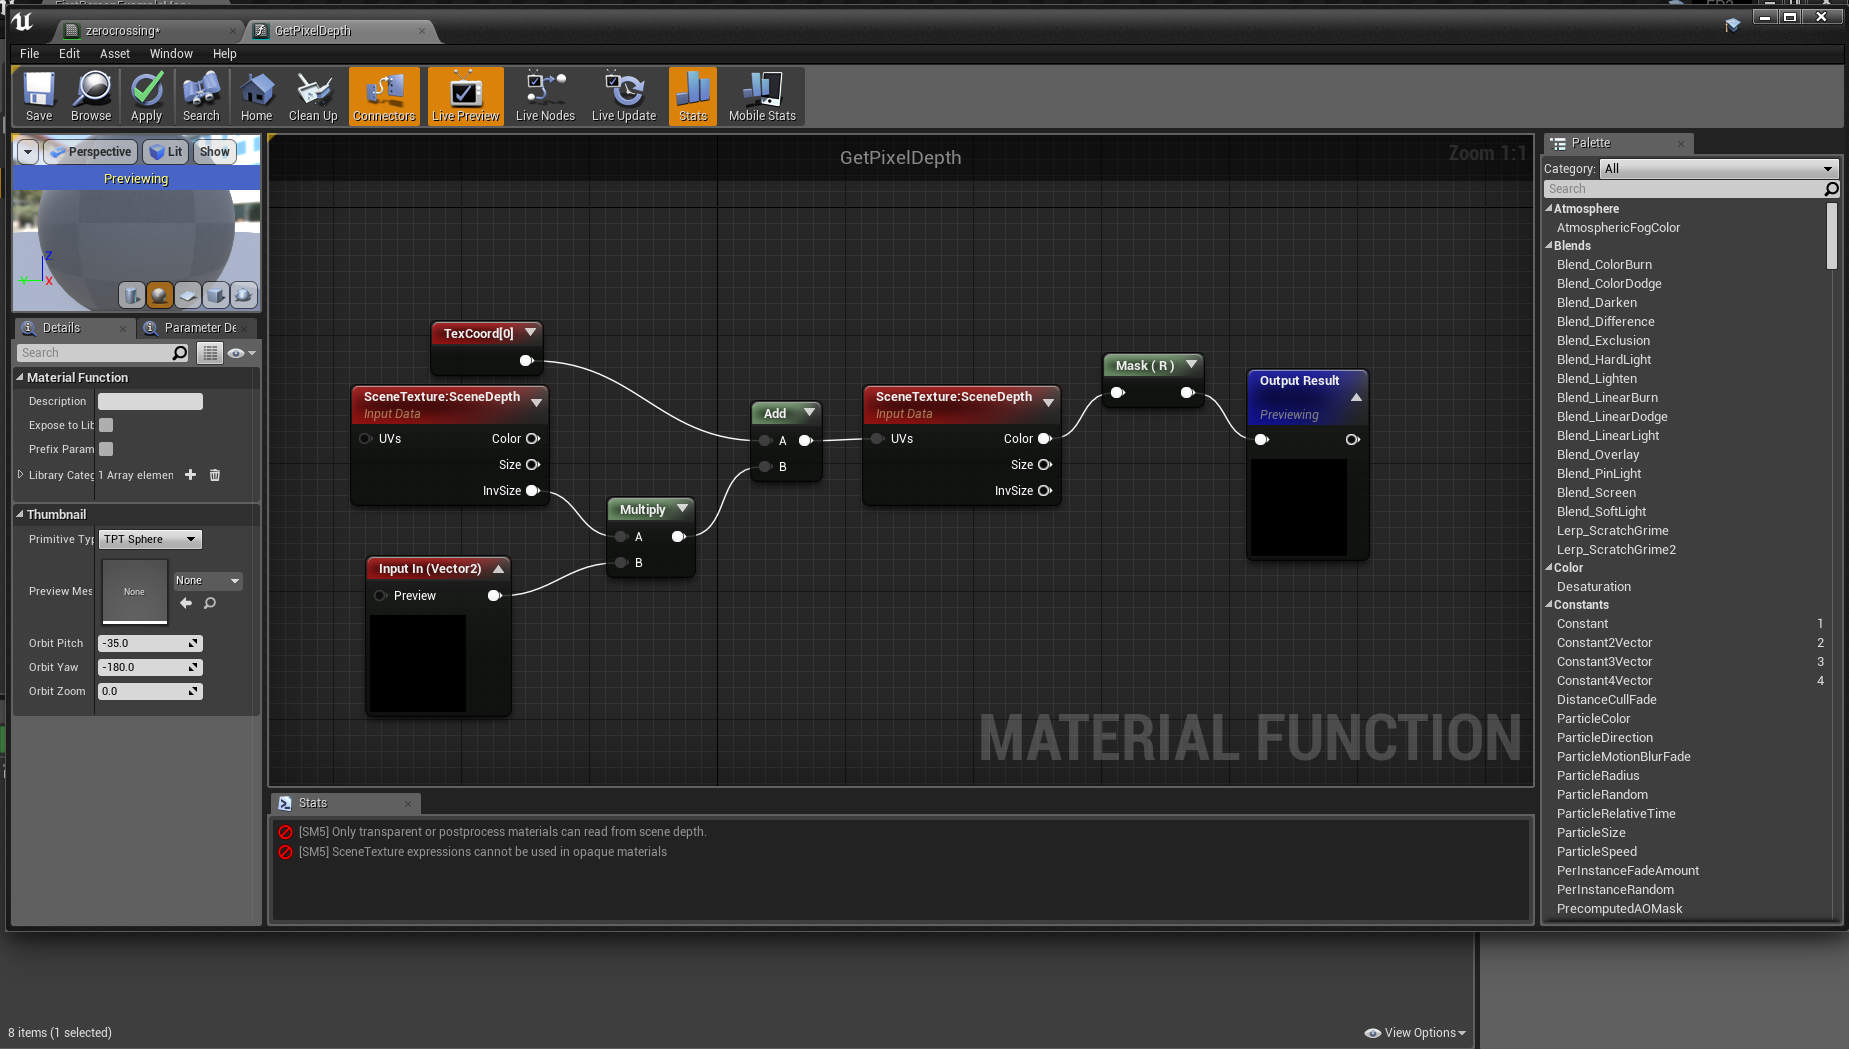 zerocrossing*
GetPixelDepth
File Edit Asset Window Help
Save Browse Apply Search Home Clean Up Connectors Live Preview Live Nodes Live Update Stats Mobile Stats
Perspective Lit Show
Previewing
Z
Y X
Details
Parameter De
Search
Material Function
Description
Expose to Lib
Prefix Param
Library Categ 1 Array elemen
Thumbnail
Primitive Typ TPT Sphere
Preview Mes None None
Orbit Pitch -35.0
Orbit Yaw -180.0
Orbit Zoom 0.0
GetPixelDepth
Zoom 1:1
TexCoord[0]
SceneTexture:SceneDepth
Input Data
UVs Color
Size
InvSize
Input In (Vector2)
Preview
Multiply
A
B
Add
A
B
SceneTexture:SceneDepth
Input Data
UVs Color
Size
InvSize
Mask ( R )
Output Result
Previewing
MATERIAL FUNCTION
Stats
[SM5] Only transparent or postprocess materials can read from scene depth.
[SM5] SceneTexture expressions cannot be used in opaque materials
Palette
Category: All
Search
Atmosphere
AtmosphericFogColor
Blends
Blend_ColorBurn
Blend_ColorDodge
Blend_Darken
Blend_Difference
Blend_Exclusion
Blend_HardLight
Blend_Lighten
Blend_LinearBurn
Blend_LinearDodge
Blend_LinearLight
Blend_Overlay
Blend_PinLight
Blend_Screen
Blend_SoftLight
Lerp_ScratchGrime
Lerp_ScratchGrime2
Color
Desaturation
Constants
Constant 1
Constant2Vector 2
Constant3Vector 3
Constant4Vector 4
DistanceCullFade
ParticleColor
ParticleDirection
ParticleMotionBlurFade
ParticleRadius
ParticleRandom
ParticleRelativeTime
ParticleSize
ParticleSpeed
PerInstanceFadeAmount
PerInstanceRandom
PrecomputedAOMask
8 items (1 selected)
View Options